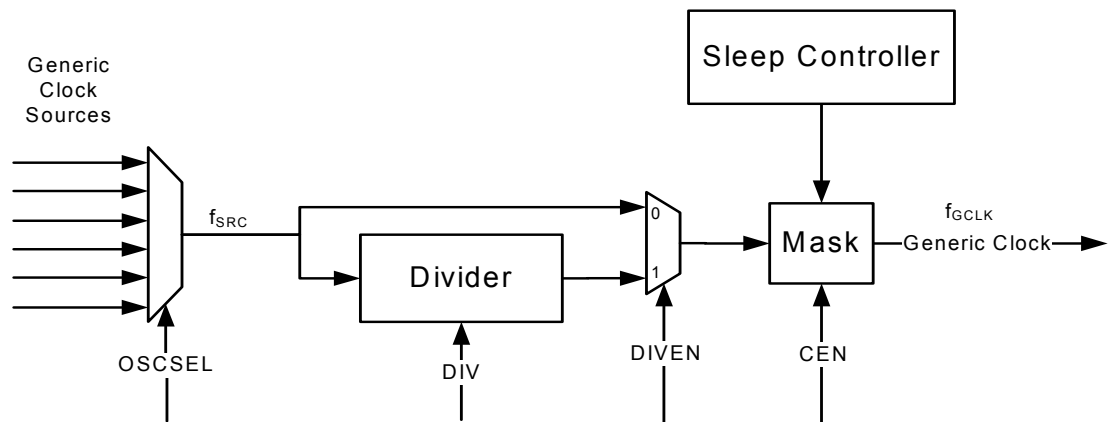 Sleep Controller
Generic
Clock
Sources
fSRC
0
fGCLK
Mask
Generic Clock
Divider
1
OSCSEL
DIV
DIVEN
CEN